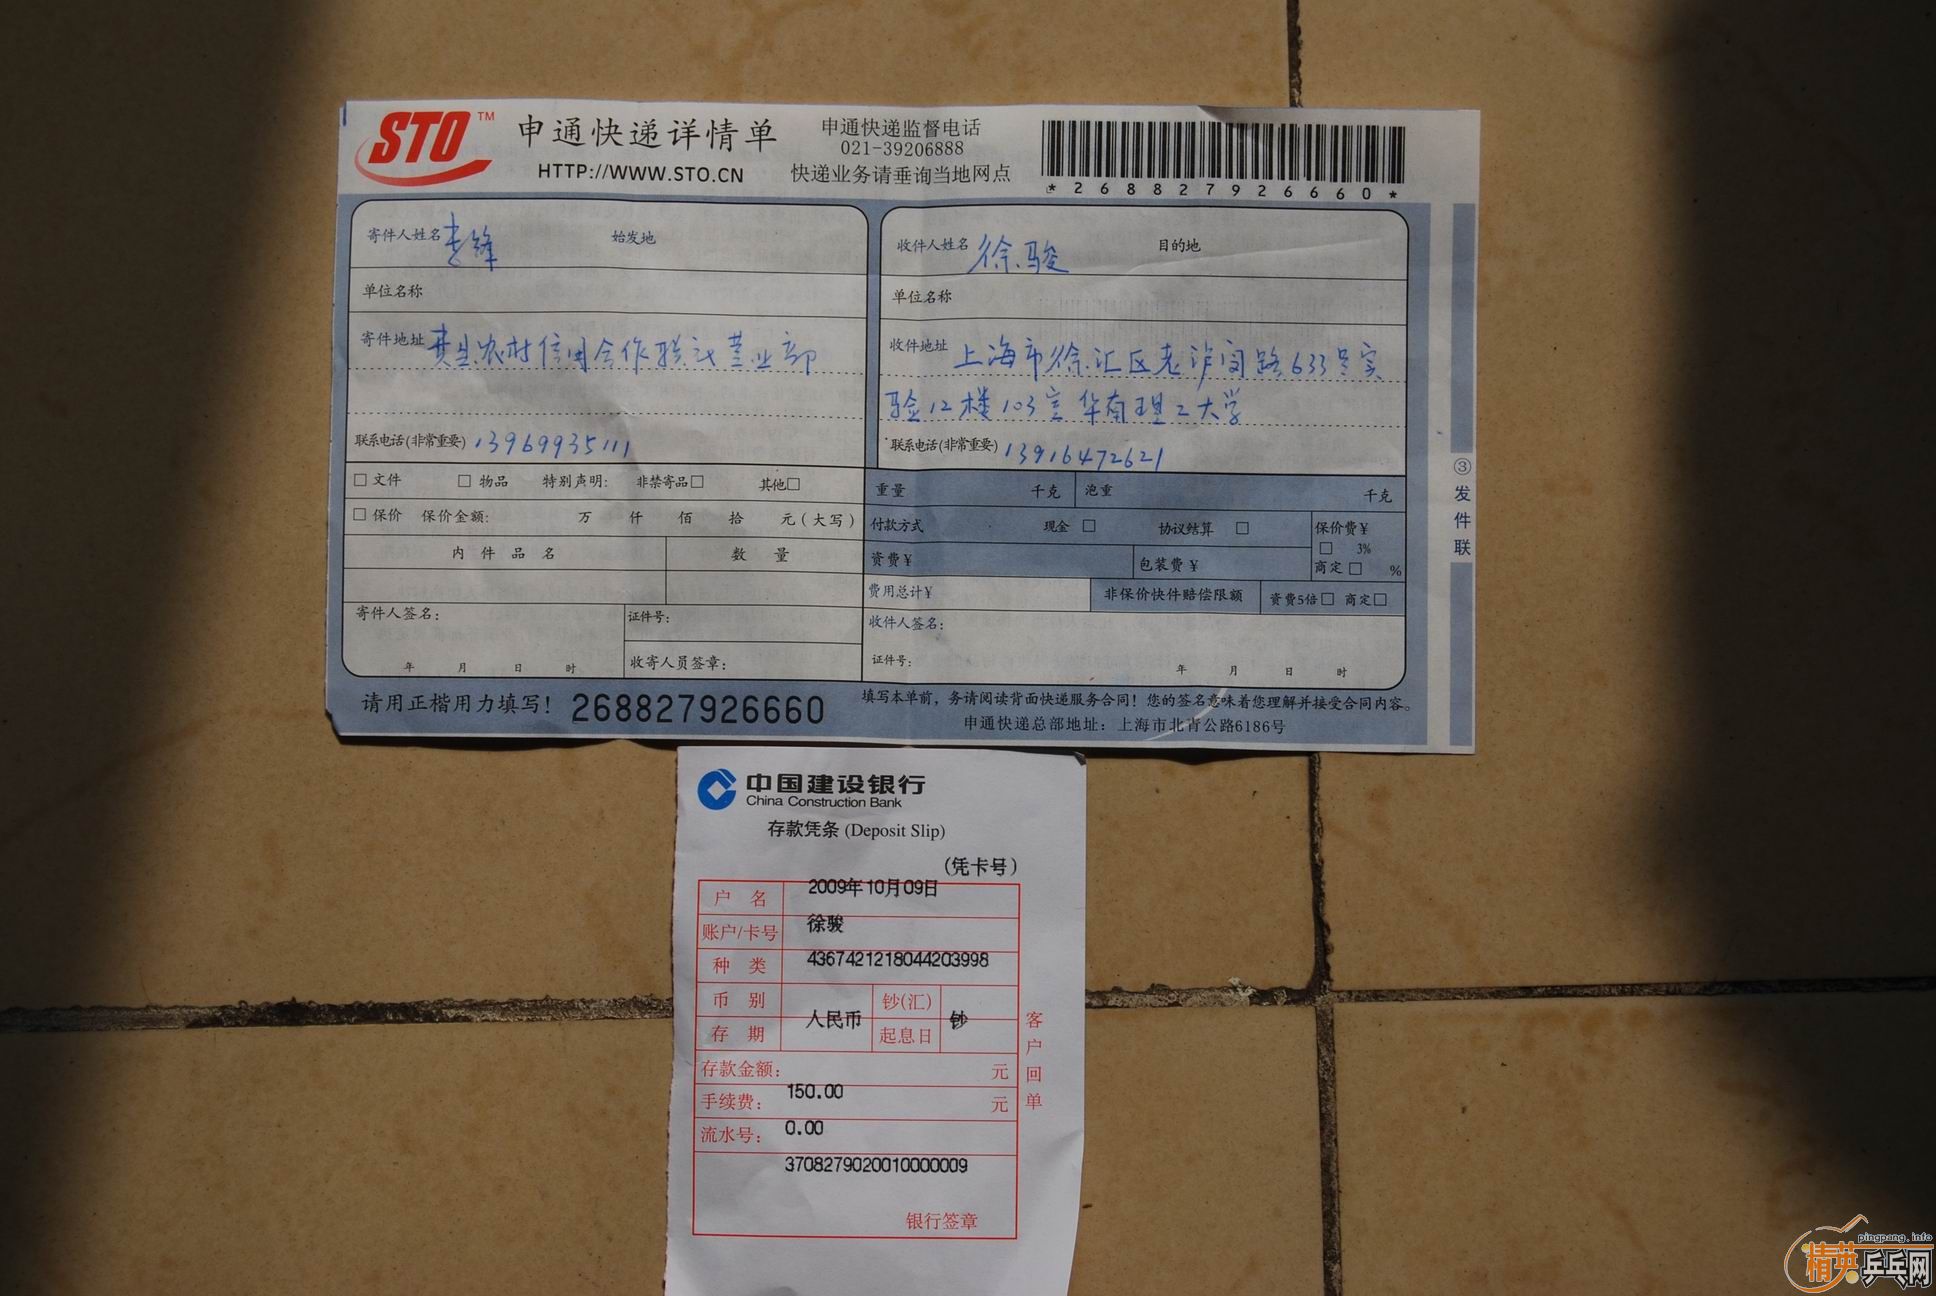 STO™
申通快递详情单
HTTP://WWW.STO.CN
申通快递监督电话
021-39206888
快递业务请垂询当地网点
*268827926660*
寄件人姓名 始发地
单位名称
寄件地址 农村信用合作联社营业部
联系电话(非常重要) 13969935111
收件人姓名 徐骏 目的地
单位名称
收件地址 上海市徐汇区老沪闵路633号实
验12楼103室 华南理工大学
联系电话(非常重要) 13916472621
□文件 □物品 特别声明: 非禁寄品□ 其他□
□保价 保价金额: 万 仟 佰 拾 元(大写)
内件品名 数量
寄件人签名:
年 月 日 时
证件号:
收寄人员签章:
重量 千克 泡重 千克
付款方式 现金□ 协议结算□
保价费¥
□ 3%
商定□ %
资费¥ 包装费¥
费用总计¥ 非保价快件赔偿限额 资费5倍□ 商定□
收件人签名:
证件号: 年 月 日 时
③发件联
请用正楷用力填写! 268827926660
填写本单前，务请阅读背面快递服务合同! 您的签名意味着您理解并接受合同内容。
申通快递总部地址: 上海市北青公路6186号
中国建设银行
China Construction Bank
存款凭条 (Deposit Slip)
(凭卡号)
2009年10月09日
户名
徐骏
账户/卡号
4367421218044203998
种类
币别 人民币 钞(汇) 钞
存期 起息日
存款金额: 元
150.00
手续费: 元
0.00
流水号:
3708279020010000009
银行签章
客户回单
pingpang.info
精英乒乓网